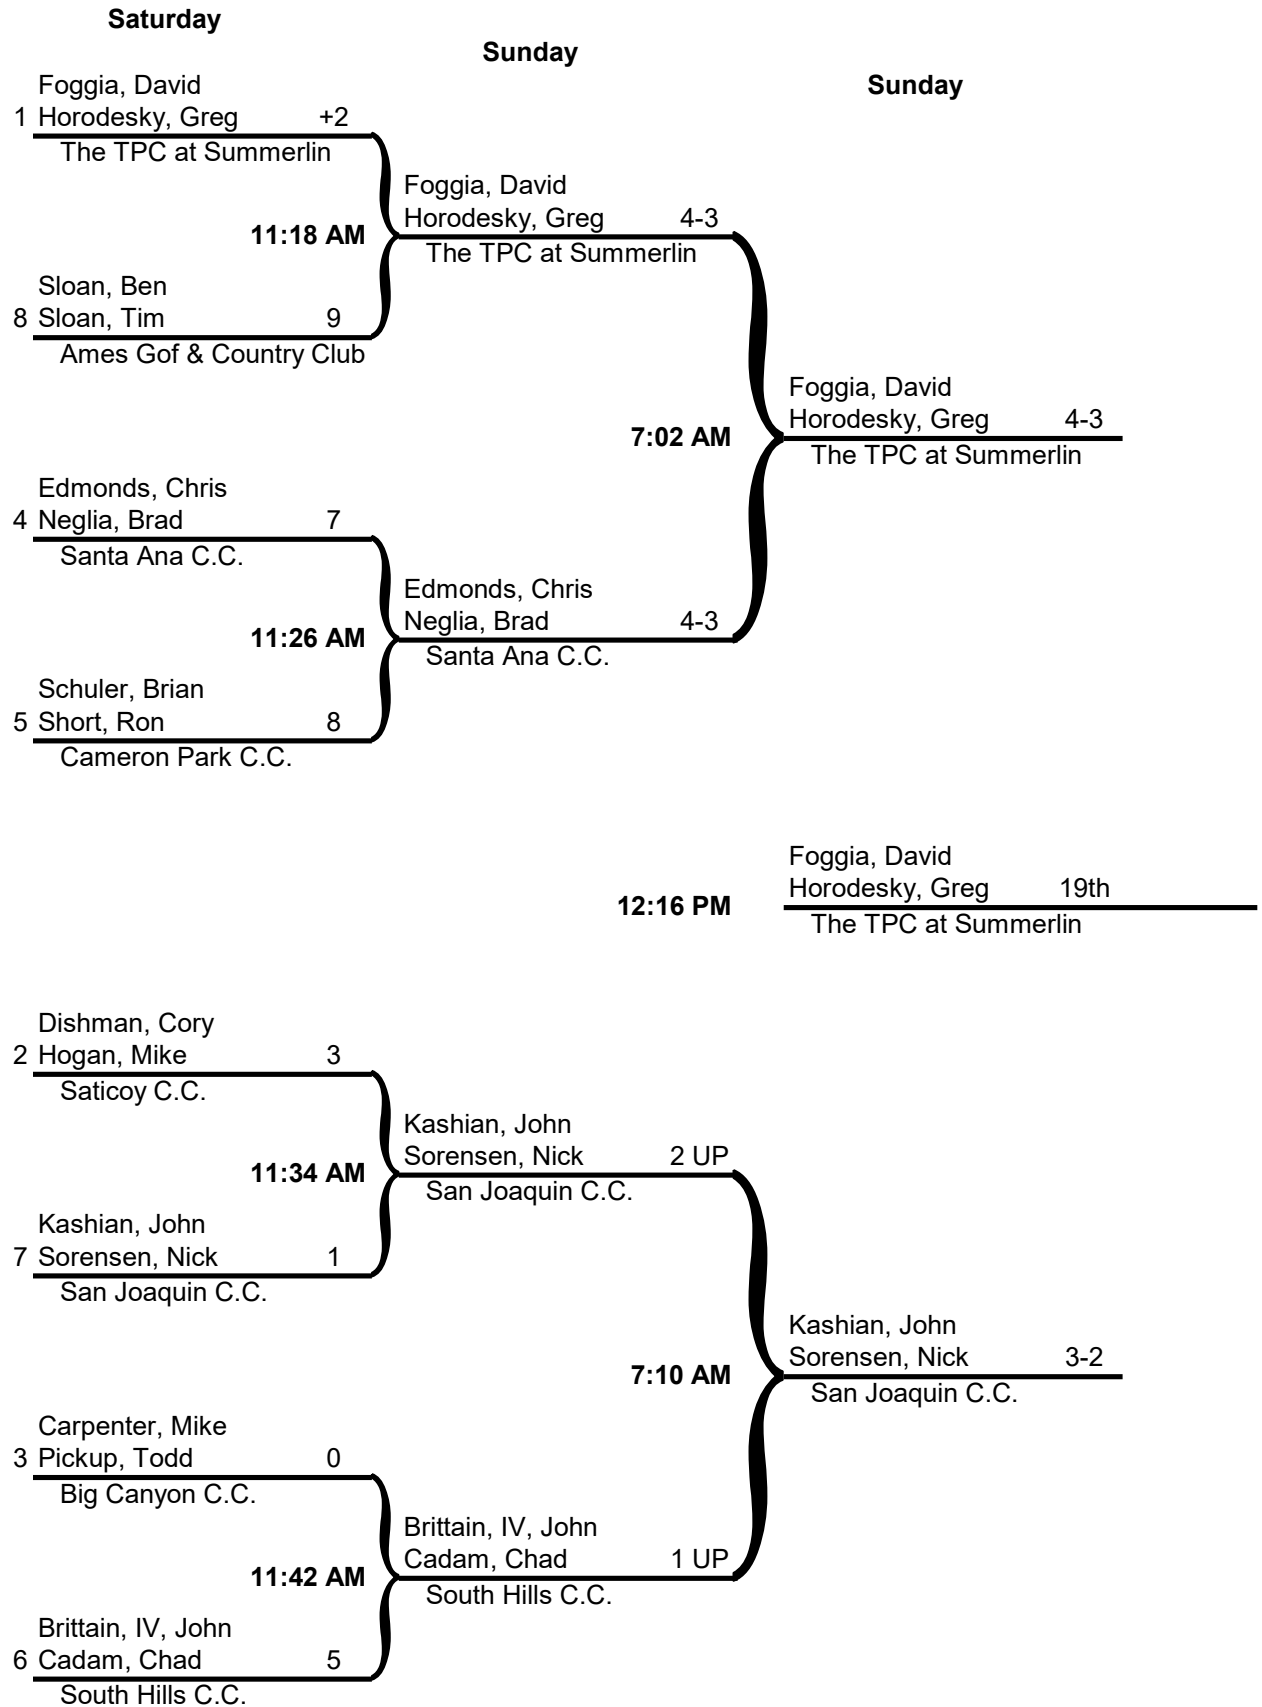 Saturday
Sunday
Sunday
Foggia, David
1 Horodesky, Greg +2
The TPC at Summerlin
Foggia, David
Horodesky, Greg 4-3
The TPC at Summerlin
11:18 AM
Sloan, Ben
8 Sloan, Tim 9
Ames Gof & Country Club
Foggia, David
Horodesky, Greg 4-3
The TPC at Summerlin
7:02 AM
Edmonds, Chris
4 Neglia, Brad 7
Santa Ana C.C.
Edmonds, Chris
Neglia, Brad 4-3
Santa Ana C.C.
11:26 AM
Schuler, Brian
5 Short, Ron 8
Cameron Park C.C.
Foggia, David
Horodesky, Greg 19th
The TPC at Summerlin
12:16 PM
Dishman, Cory
2 Hogan, Mike 3
Saticoy C.C.
Kashian, John
Sorensen, Nick 2 UP
San Joaquin C.C.
11:34 AM
Kashian, John
7 Sorensen, Nick 1
San Joaquin C.C.
Kashian, John
Sorensen, Nick 3-2
San Joaquin C.C.
7:10 AM
Carpenter, Mike
3 Pickup, Todd 0
Big Canyon C.C.
Brittain, IV, John
Cadam, Chad 1 UP
South Hills C.C.
11:42 AM
Brittain, IV, John
6 Cadam, Chad 5
South Hills C.C.